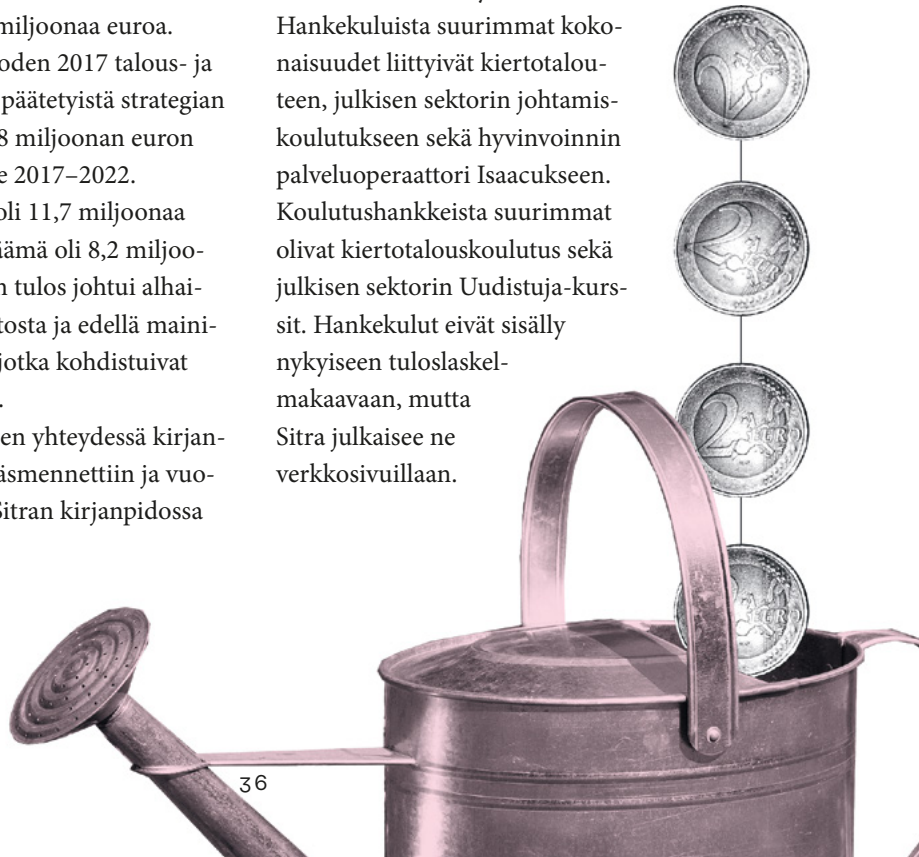 miljoonaa euroa.
oden 2017 talous- ja
päätetyistä strategian
8 miljoonan euron
e 2017–2022.
oli 11,7 miljoonaa
äämä oli 8,2 miljoo-
n tulos johtui alhai-
tosta ja edellä maini-
jotka kohdistuivat
.
en yhteydessä kirjan-
äsmennettiin ja vuo-
Sitran kirjanpidossa
Hankekuluista suurimmat koko-
naisuudet liittyivät kiertotalou-
teen, julkisen sektorin johtamis-
koulutukseen sekä hyvinvoinnin
palveluoperaattori Isaacukseen.
Koulutushankkeista suurimmat
olivat kiertotalouskoulutus sekä
julkisen sektorin Uudistuja-kurs-
sit. Hankekulut eivät sisälly
nykyiseen tuloslaskel-
makaavaan, mutta
Sitra julkaisee ne
verkkosivuillaan.
36